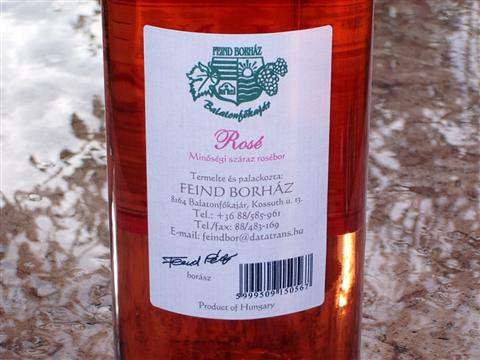 FEIND BORHÁZ
Balatonfőkajár
Rosé
Minőségi száraz rosébor
Termelte és palackozta:
FEIND BORHÁZ
8164 Balatonfőkajár, Kossuth u. 13.
Tel.: +36 88/585-961
Tel./fax: 88/483-169
E-mail: feindbor@datatrans.hu
borász
5999509150567
Product of Hungary